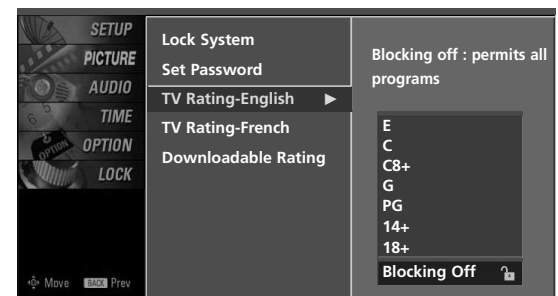 SETUP
PICTURE
AUDIO
TIME
OPTION
LOCK
Move BACK Prev
Lock System
Set Password
TV Rating-English ►
TV Rating-French
Downloadable Rating
Blocking off : permits all
programs
E
C
C8+
G
PG
14+
18+
Blocking Off